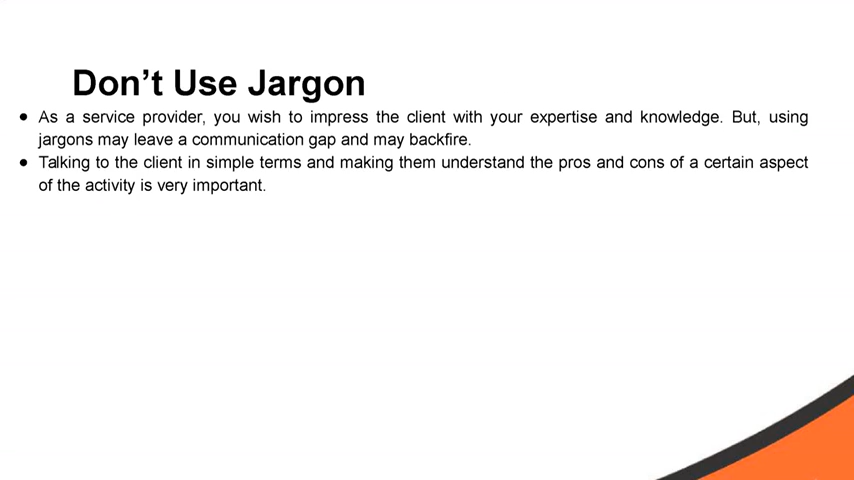 Don’t Use Jargon
● As a service provider, you wish to impress the client with your expertise and knowledge. But, using
jargons may leave a communication gap and may backfire.
● Talking to the client in simple terms and making them understand the pros and cons of a certain aspect
of the activity is very important.